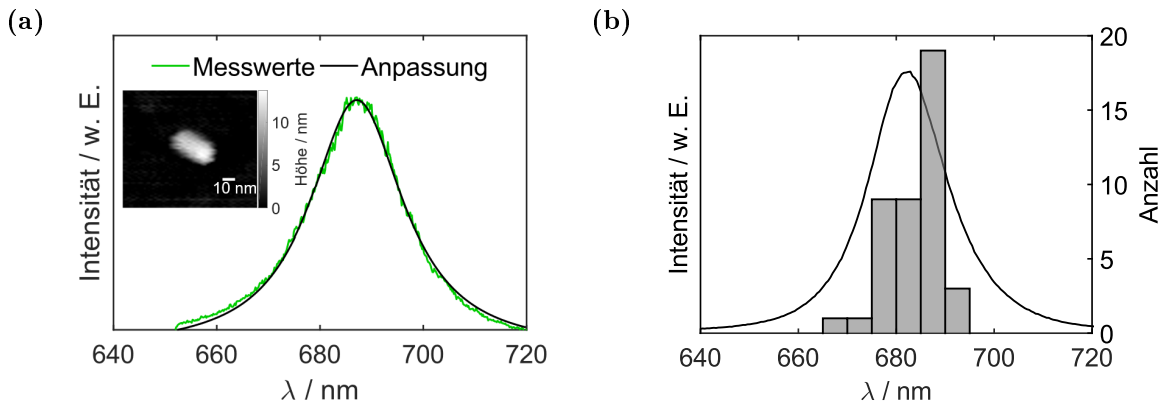 (a)
Intensität / w. E.
Messwerte
Anpassung
10
5
0
Höhe / nm
10 nm
640
660
680
700
720
λ / nm
(b)
Intensität / w. E.
20
15
10
5
0
Anzahl
640
660
680
700
720
λ / nm